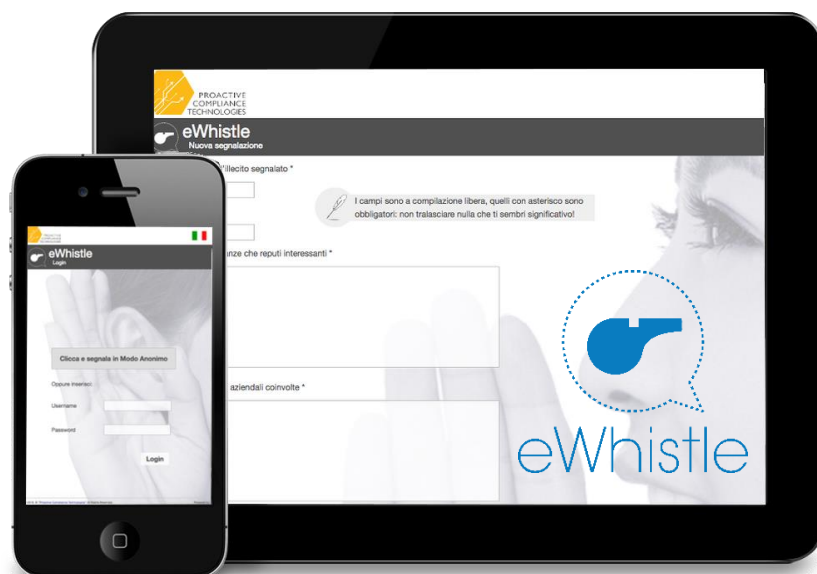 PROACTIVE
COMPLIANCE
TECHNOLOGIES
eWhistle
Nuova segnalazione
'illecito segnalato *
I campi sono a compilazione libera, quelli con asterisco sono
obbligatori: non tralasciare nulla che ti sembri significativo!
anze che reputi interessanti *
aziendali coinvolte *
eWhistle
eWhistle
Login
Clicca e segnala in Modo Anonimo
Oppure inserisci:
Username
Password
Login